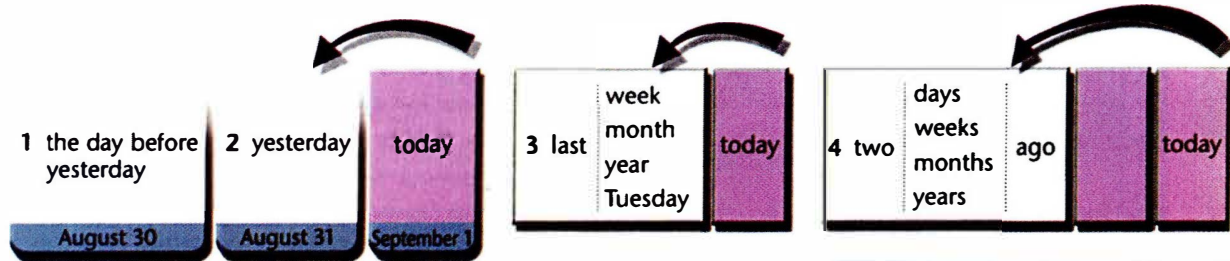 1 the day before
yesterday
August 30
2 yesterday
August 31
today
September 1
3 last
week
month
year
Tuesday
today
4 two
days
weeks
months
years
ago
today